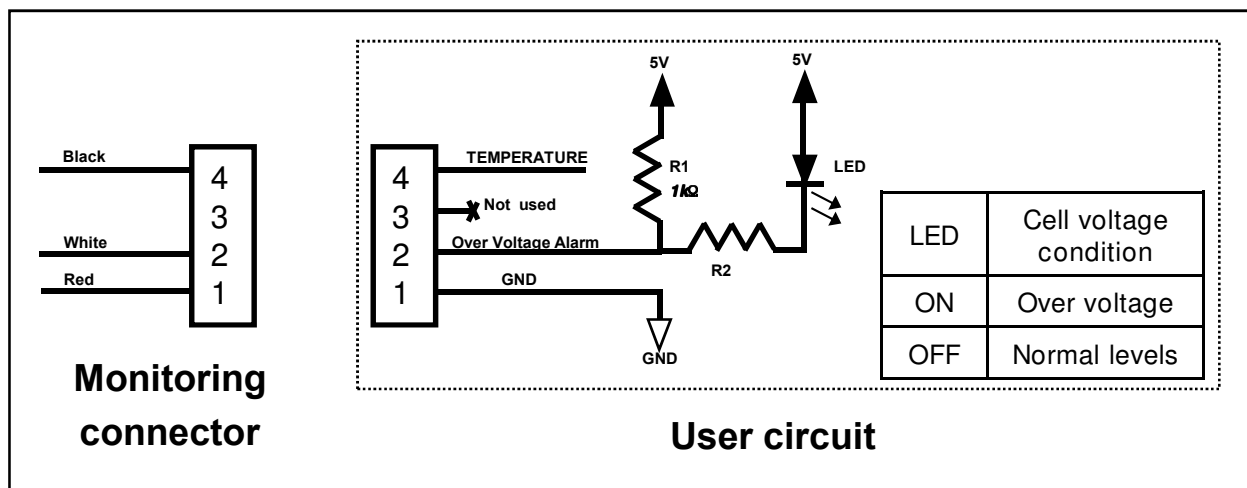 Black
White
Red
4
3
2
1
Monitoring
connector
5V
5V
4
3
2
1
TEMPERATURE
Not used
Over Voltage Alarm
GND
GND
R1
1kΩ
R2
LED
LED
Cell voltage
condition
ON
Over voltage
OFF
Normal levels
User circuit